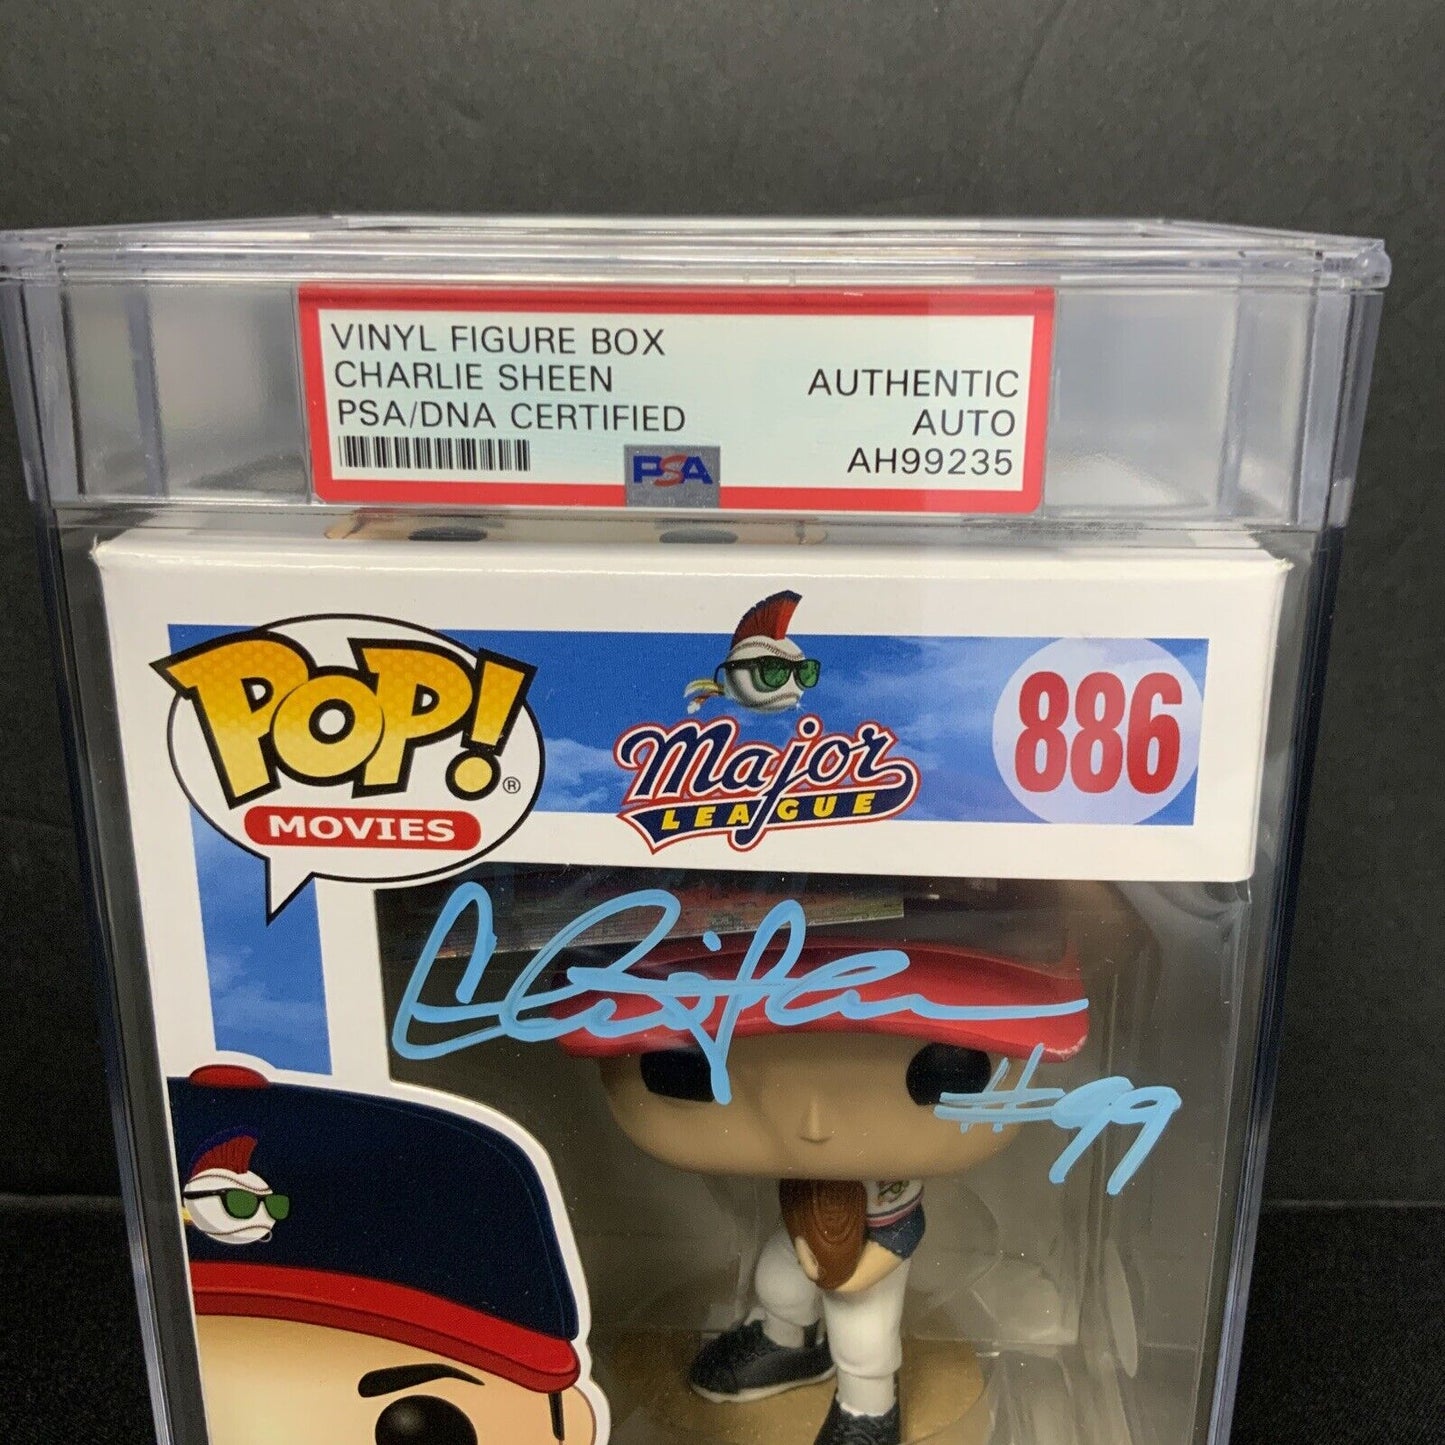 VINYL FIGURE BOX
CHARLIE SHEEN
PSA/DNA CERTIFIED
AUTHENTIC
AUTO
AH99235
PSA
POP!®
MOVIES
Major
LEAGUE
886
#99